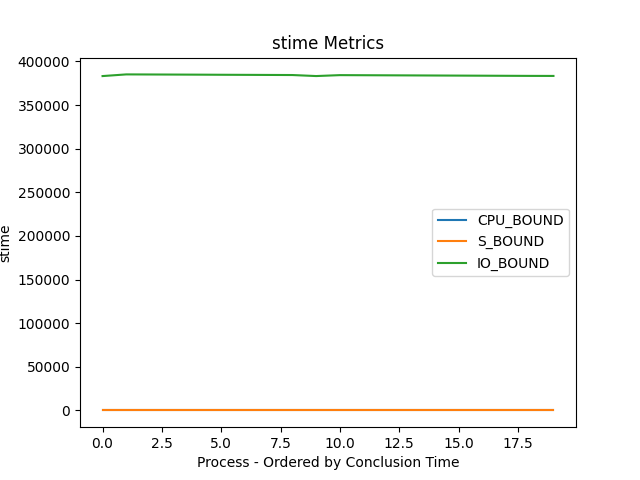 stime Metrics
400000
350000
300000
250000
200000
150000
100000
50000
0
stime
CPU_BOUND
S_BOUND
IO_BOUND
0.0 2.5 5.0 7.5 10.0 12.5 15.0 17.5
Process - Ordered by Conclusion Time